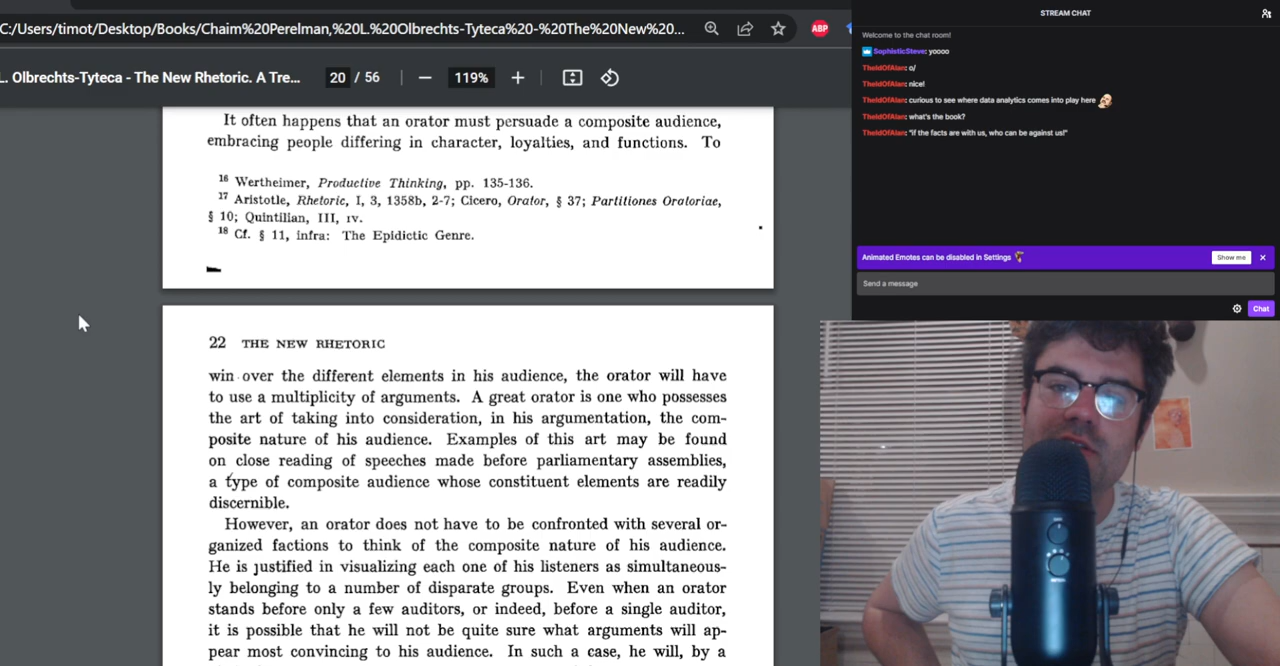 C:/Users/timot/Desktop/Books/Chaim%20Perelman,%20L.%20Olbrechts-Tyteca%20-%20The%20New%20...
ABP
L. Olbrechts-Tyteca - The New Rhetoric. A Tre...
20 / 56
119%
It often happens that an orator must persuade a composite audience,
embracing people differing in character, loyalties, and functions. To
16 Wertheimer, Productive Thinking, pp. 135-136.
17 Aristotle, Rhetoric, I, 3, 1358b, 2-7; Cicero, Orator, § 37; Partitiones Oratoriae,
§ 10; Quintilian, III, iv.
18 Cf. § 11, infra: The Epidictic Genre.
22 THE NEW RHETORIC
win over the different elements in his audience, the orator will have
to use a multiplicity of arguments. A great orator is one who possesses
the art of taking into consideration, in his argumentation, the com-
posite nature of his audience. Examples of this art may be found
on close reading of speeches made before parliamentary assemblies,
a type of composite audience whose constituent elements are readily
discernible.
However, an orator does not have to be confronted with several or-
ganized factions to think of the composite nature of his audience.
He is justified in visualizing each one of his listeners as simultaneous-
ly belonging to a number of disparate groups. Even when an orator
stands before only a few auditors, or indeed, before a single auditor,
it is possible that he will not be quite sure what arguments will ap-
pear most convincing to his audience. In such a case, he will, by a
STREAM CHAT
Welcome to the chat room!
SophisticSteve: yoooo
TheIdOfAlan: o/
TheIdOfAlan: nice!
TheIdOfAlan: curious to see where data analytics comes into play here
TheIdOfAlan: what's the book?
TheIdOfAlan: "if the facts are with us, who can be against us!"
Animated Emotes can be disabled in Settings
Show me
Send a message
Chat